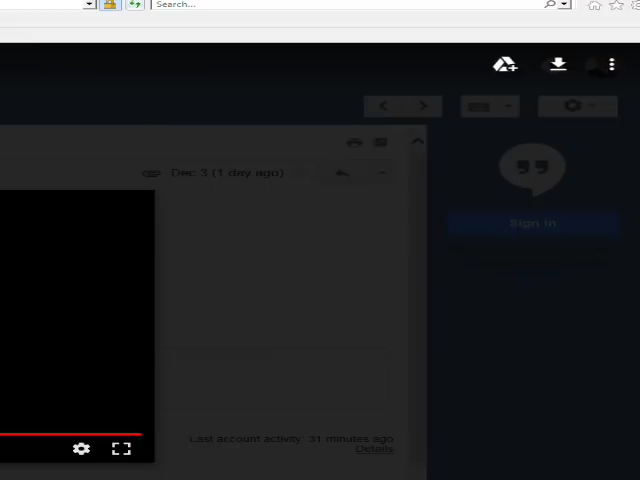 Search...
Dec 3 (1 day ago)
Sign in
Last account activity: 31 minutes ago
Details